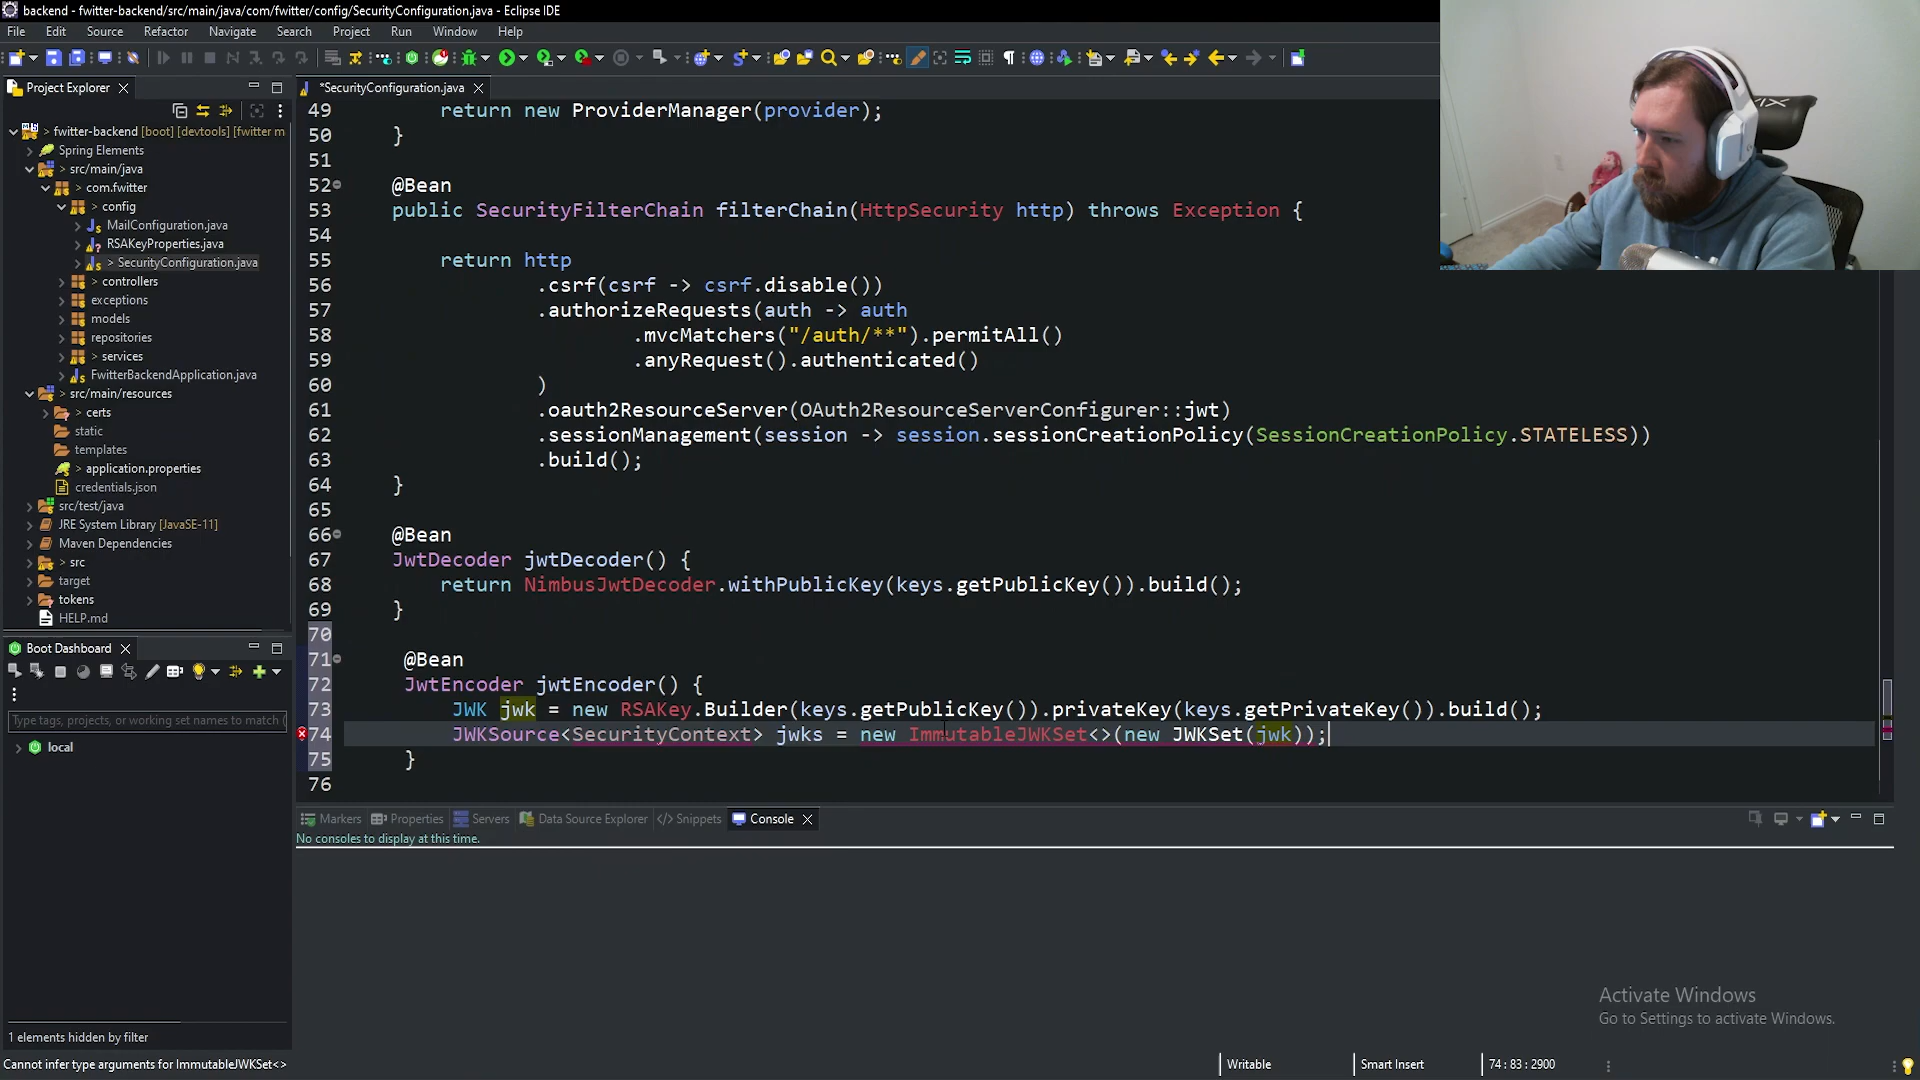 backend - fwitter-backend/src/main/java/com/fwitter/config/SecurityConfiguration.java - Eclipse IDE
File Edit Source Refactor Navigate Search Project Run Window Help
Project Explorer
*SecurityConfiguration.java
fwitter-backend [boot] [devtools] [fwitter m
Spring Elements
src/main/java
com.fwitter
config
MailConfiguration.java
RSAKeyProperties.java
SecurityConfiguration.java
controllers
exceptions
models
repositories
services
FwitterBackendApplication.java
src/main/resources
certs
static
templates
application.properties
credentials.json
src/test/java
JRE System Library [JavaSE-11]
Maven Dependencies
src
target
tokens
HELP.md
Boot Dashboard
Type tags, projects, or working set names to match (
local
1 elements hidden by filter
49 return new ProviderManager(provider);
50 }
51
52 @Bean
53 public SecurityFilterChain filterChain(HttpSecurity http) throws Exception {
54
55 return http
56 .csrf(csrf -> csrf.disable())
57 .authorizeRequests(auth -> auth
58 .mvcMatchers("/auth/**").permitAll()
59 .anyRequest().authenticated()
60 )
61 .oauth2ResourceServer(OAuth2ResourceServerConfigurer::jwt)
62 .sessionManagement(session -> session.sessionCreationPolicy(SessionCreationPolicy.STATELESS))
63 .build();
64 }
65
66 @Bean
67 JwtDecoder jwtDecoder() {
68 return NimbusJwtDecoder.withPublicKey(keys.getPublicKey()).build();
69 }
70
71 @Bean
72 JwtEncoder jwtEncoder() {
73 JWK jwk = new RSAKey.Builder(keys.getPublicKey()).privateKey(keys.getPrivateKey()).build();
74 JWKSource<SecurityContext> jwks = new ImmutableJWKSet<>(new JWKSet(jwk));
75 }
76
Markers Properties Servers Data Source Explorer Snippets Console
No consoles to display at this time.
Activate Windows
Go to Settings to activate Windows.
Cannot infer type arguments for ImmutableJWKSet<> Writable Smart Insert 74 : 83 : 2900